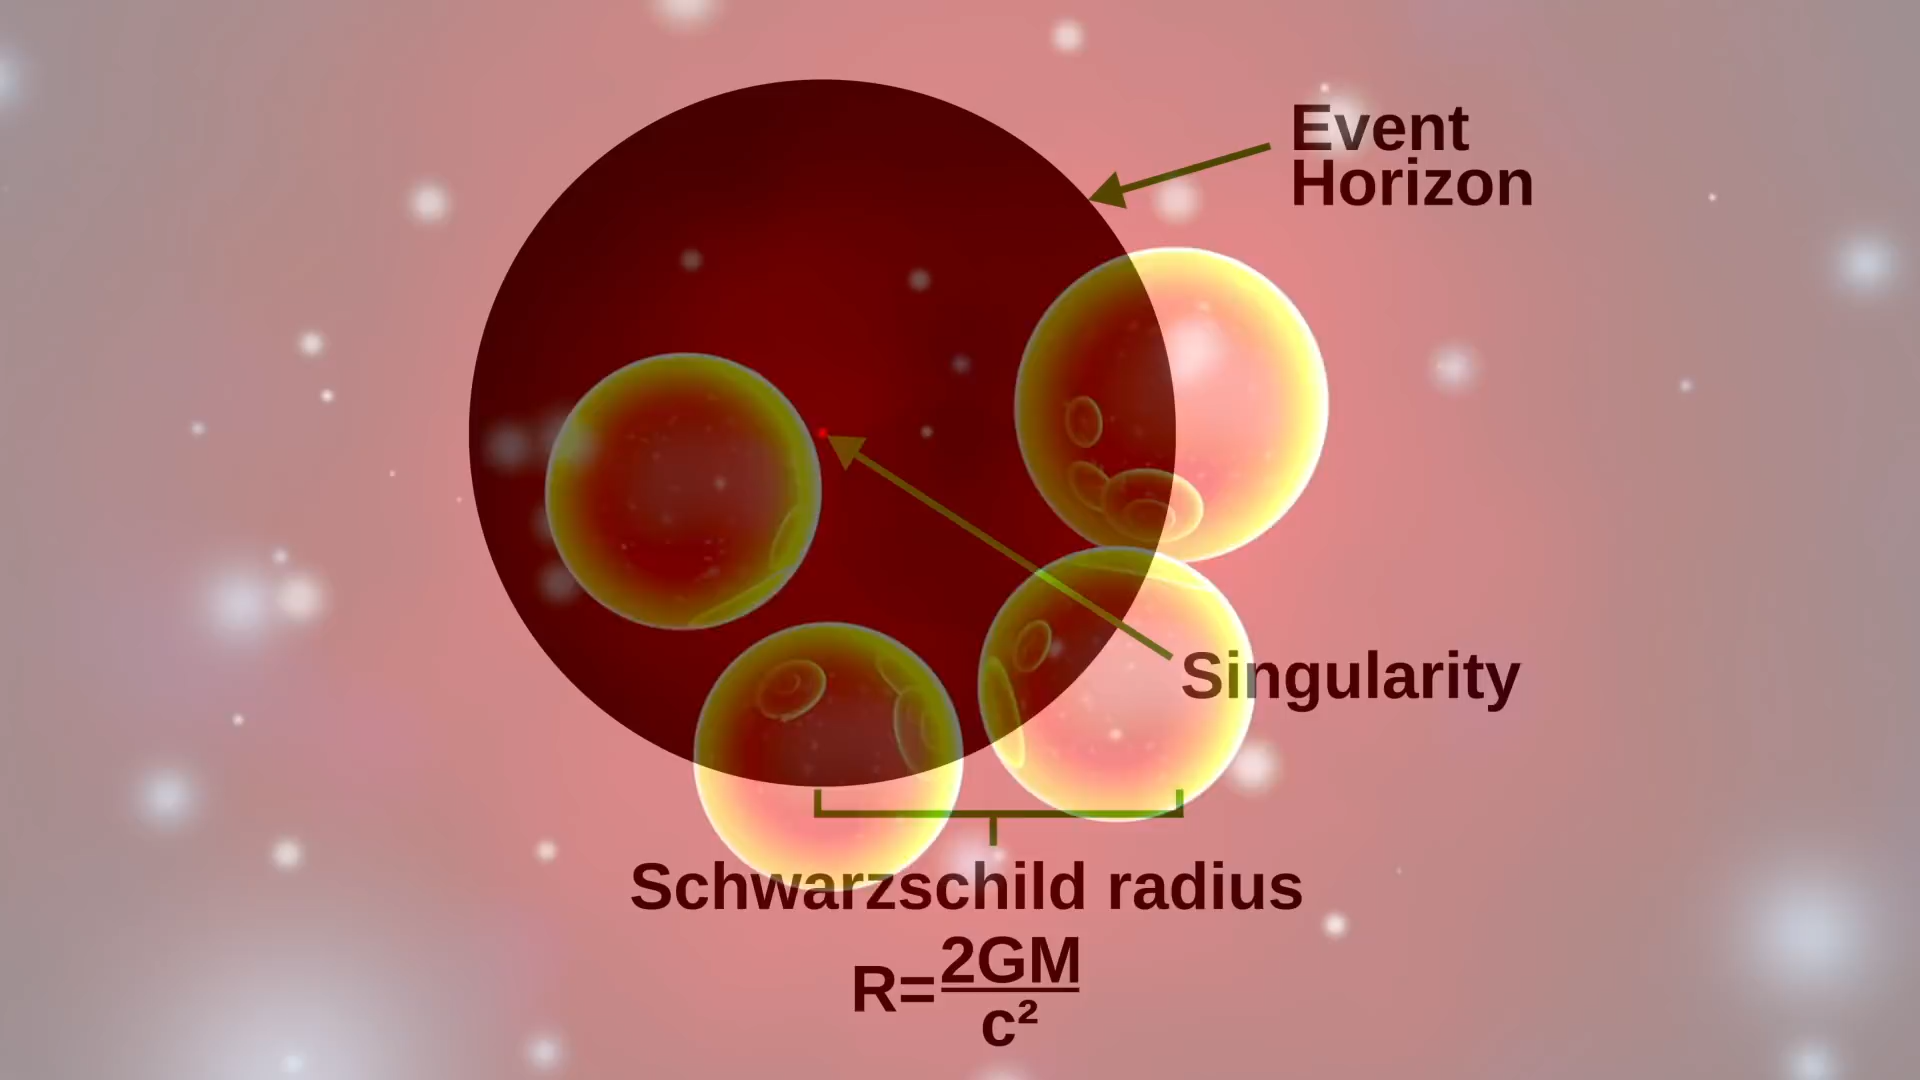 Event
Horizon
Singularity
Schwarzschild radius
R=2GM
c²